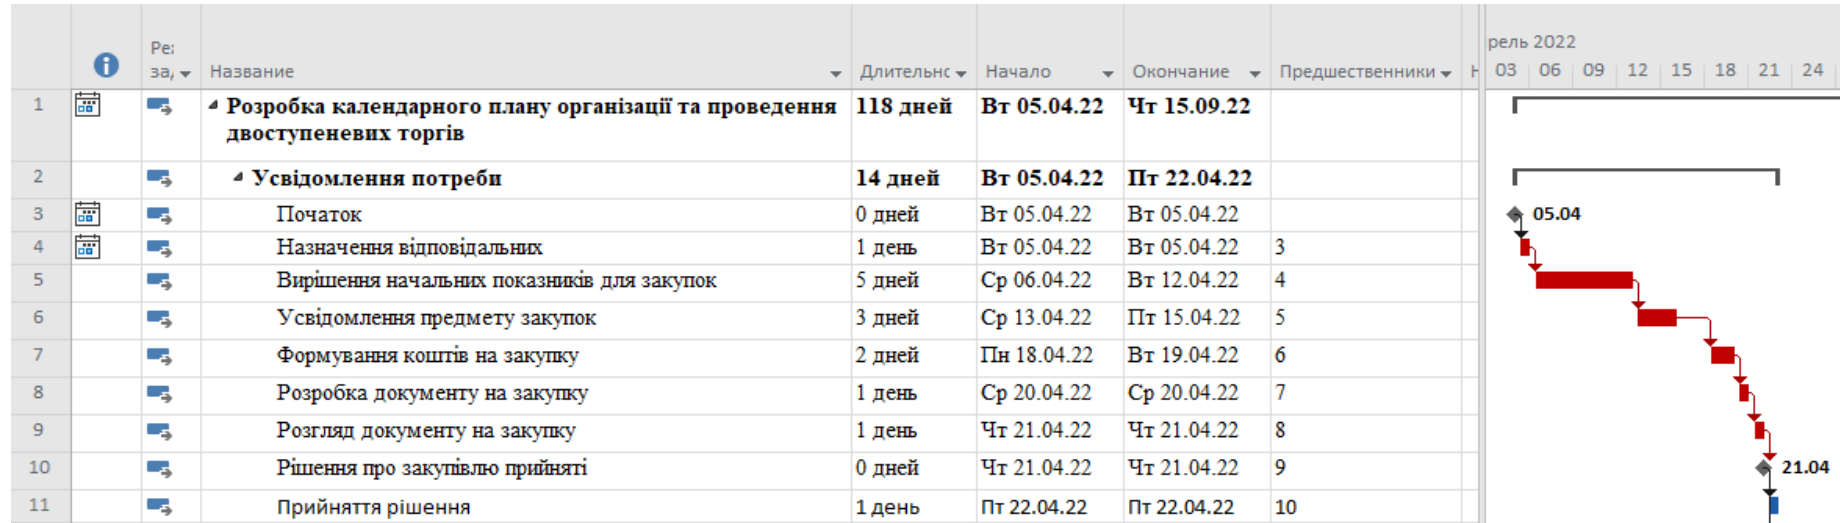 рель 2022
Реж
за,
Название
Длительнс
Начало
Окончание
Предшественники
03 06 09 12 15 18 21 24
1 Розробка календарного плану організації та проведення 118 дней Вт 05.04.22 Чт 15.09.22
двоступеневих торгів
2 Усвідомлення потреби 14 дней Вт 05.04.22 Пт 22.04.22
3 Початок 0 дней Вт 05.04.22 Вт 05.04.22 05.04
4 Назначення відповідальних 1 день Вт 05.04.22 Вт 05.04.22 3
5 Вирішення начальних показників для закупок 5 дней Ср 06.04.22 Вт 12.04.22 4
6 Усвідомлення предмету закупок 3 дней Ср 13.04.22 Пт 15.04.22 5
7 Формування коштів на закупку 2 дней Пн 18.04.22 Вт 19.04.22 6
8 Розробка документу на закупку 1 день Ср 20.04.22 Ср 20.04.22 7
9 Розгляд документу на закупку 1 день Чт 21.04.22 Чт 21.04.22 8
10 Рішення про закупівлю прийняті 0 дней Чт 21.04.22 Чт 21.04.22 9 21.04
11 Прийняття рішення 1 день Пт 22.04.22 Пт 22.04.22 10